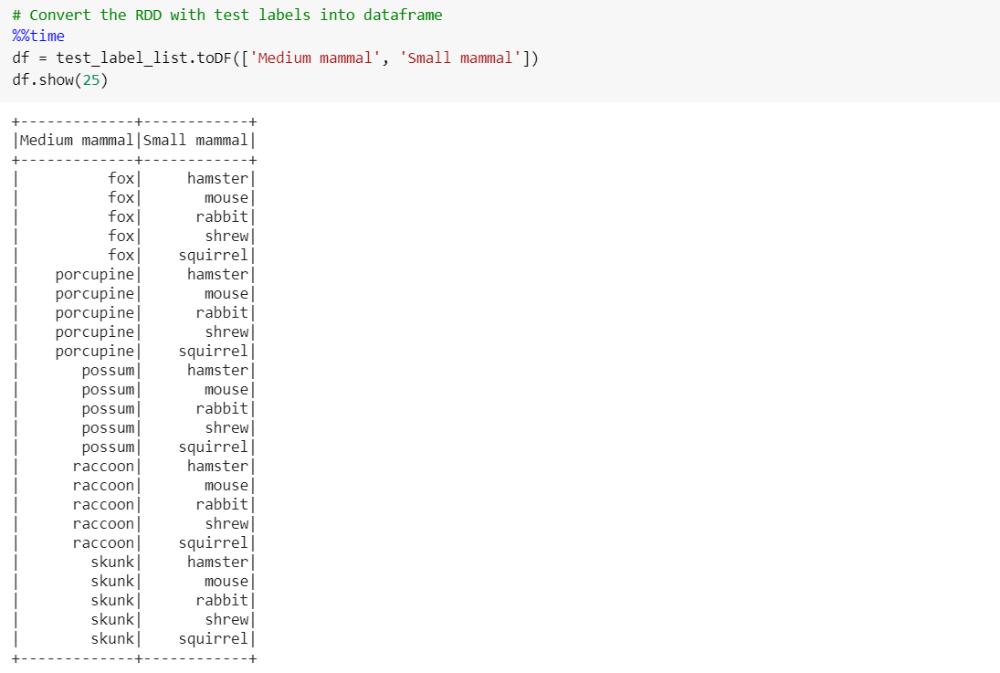 # Convert the RDD with test labels into dataframe
%%time
df = test_label_list.toDF(['Medium mammal', 'Small mammal'])
df.show(25)
+-------------+------------+
|Medium mammal|Small mammal|
+-------------+------------+
|          fox|     hamster|
|          fox|       mouse|
|          fox|      rabbit|
|          fox|       shrew|
|          fox|    squirrel|
|    porcupine|     hamster|
|    porcupine|       mouse|
|    porcupine|      rabbit|
|    porcupine|       shrew|
|    porcupine|    squirrel|
|       possum|     hamster|
|       possum|       mouse|
|       possum|      rabbit|
|       possum|       shrew|
|       possum|    squirrel|
|      raccoon|     hamster|
|      raccoon|       mouse|
|      raccoon|      rabbit|
|      raccoon|       shrew|
|      raccoon|    squirrel|
|        skunk|     hamster|
|        skunk|       mouse|
|        skunk|      rabbit|
|        skunk|       shrew|
|        skunk|    squirrel|
+-------------+------------+